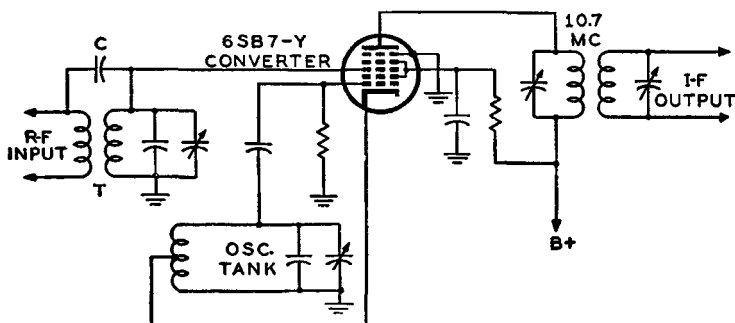 C
6SB7-Y
CONVERTER
10.7
MC
R-F
INPUT
T
I-F
OUTPUT
OSC.
TANK
B+